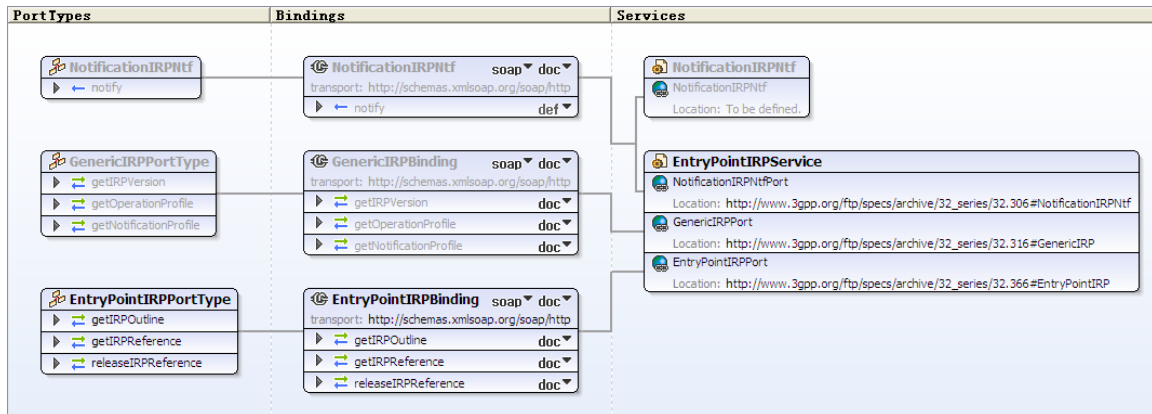 PortTypes
Bindings
Services
NotificationIRPNtf
notify
GenericIRPPortType
getIRPVersion
getOperationProfile
getNotificationProfile
EntryPointIRPPortType
getIRPOutline
getIRPReference
releaseIRPReference
NotificationIRPNtf soap doc
transport: http://schemas.xmlsoap.org/soap/http
notify def
GenericIRPBinding soap doc
transport: http://schemas.xmlsoap.org/soap/http
getIRPVersion doc
getOperationProfile doc
getNotificationProfile doc
EntryPointIRPBinding soap doc
transport: http://schemas.xmlsoap.org/soap/http
getIRPOutline doc
getIRPReference doc
releaseIRPReference doc
NotificationIRPNtf
NotificationIRPNtf
Location: To be defined.
EntryPointIRPService
NotificationIRPNtfPort
Location: http://www.3gpp.org/ftp/specs/archive/32_series/32.306#NotificationIRPNtf
GenericIRPPort
Location: http://www.3gpp.org/ftp/specs/archive/32_series/32.316#GenericIRP
EntryPointIRPPort
Location: http://www.3gpp.org/ftp/specs/archive/32_series/32.366#EntryPointIRP